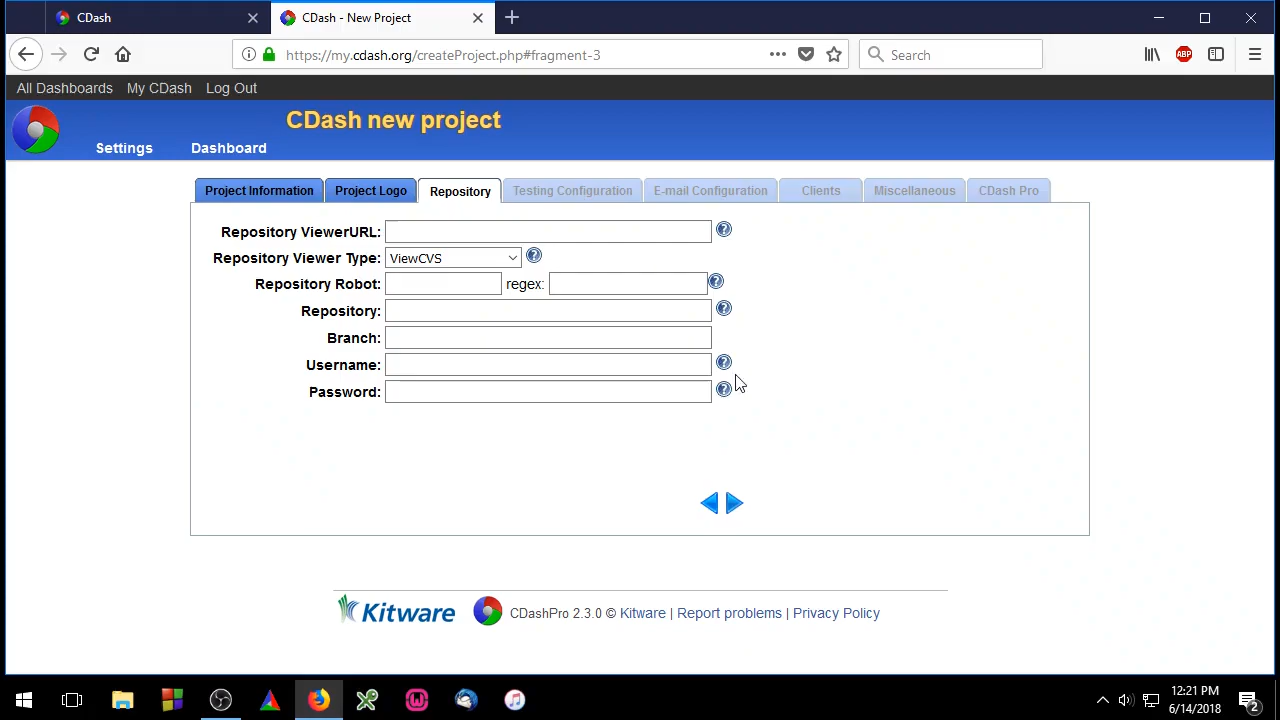 CDash
CDash - New Project
https://my.cdash.org/createProject.php#fragment-3
Search
ABP
All Dashboards My CDash Log Out
CDash new project
Settings Dashboard
Project Information Project Logo Repository Testing Configuration E-mail Configuration Clients Miscellaneous CDash Pro
Repository ViewerURL:
Repository Viewer Type: ViewCVS
Repository Robot: regex:
Repository:
Branch:
Username:
Password:
Kitware CDashPro 2.3.0 © Kitware | Report problems | Privacy Policy
12:21 PM
6/14/2018
2